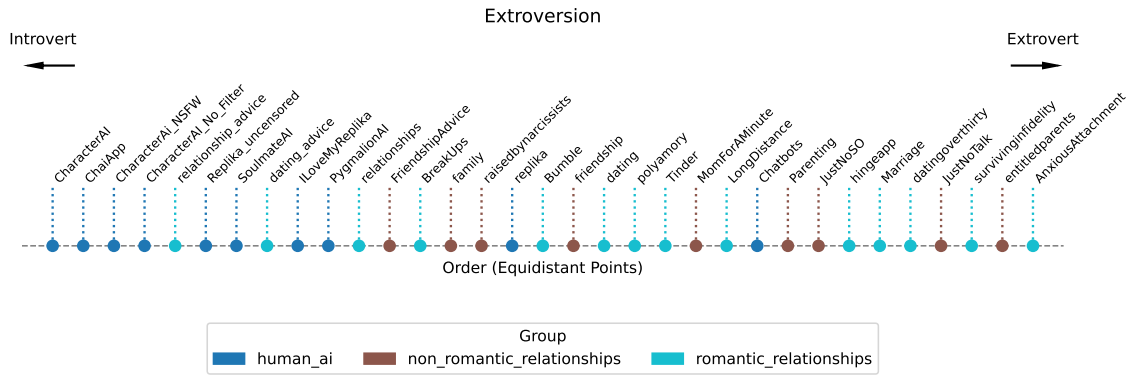 Extroversion
Introvert
Extrovert
CharacterAI
ChaiApp
CharacterAi_NSFW
CharacterAI_No_Filter
relationship_advice
Replika_uncensored
SoulmateAI
dating_advice
ILoveMyReplika
PygmalionAI
relationships
FriendshipAdvice
BreakUps
family
raisedbynarcissists
replika
Bumble
friendship
dating
polyamory
Tinder
MomForAMinute
LongDistance
Chatbots
Parenting
JustNoSO
hingeapp
Marriage
datingoverthirty
JustNoTalk
survivinginfidelity
entitledparents
AnxiousAttachment
Order (Equidistant Points)
Group
human_ai
non_romantic_relationships
romantic_relationships